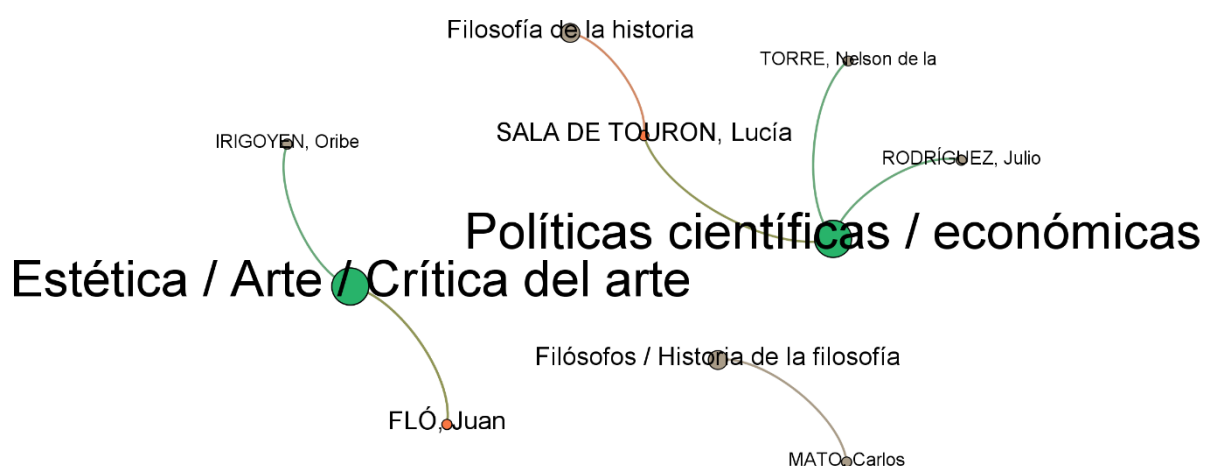 Filosofía de la historia
TORRE, Nelson de la
SALA DE TOURON, Lucía
IRIGOYEN, Oribe
RODRÍGUEZ, Julio
Políticas científicas / económicas
Estética / Arte / Crítica del arte
Filósofos / Historia de la filosofía
FLÓ, Juan
MATO, Carlos